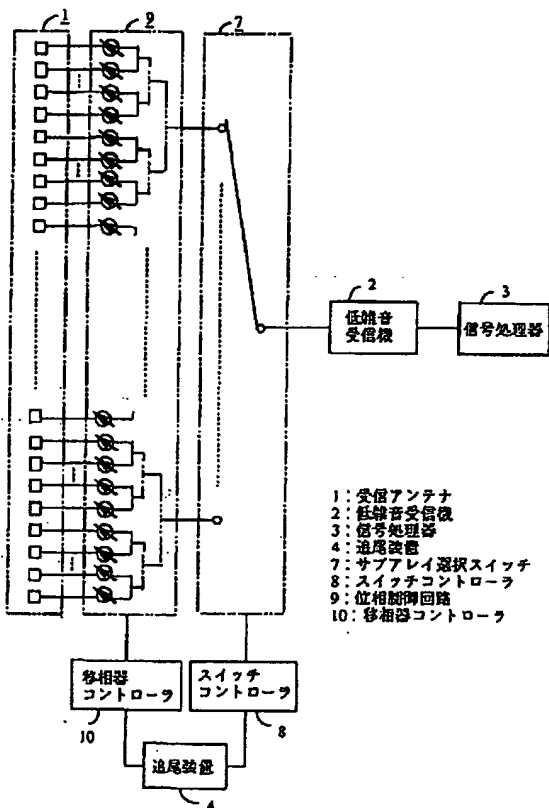 1
9
7
2
低雑音
受信機
3
信号処理器
1：受信アンテナ
2：低雑音受信機
3：信号処理器
4：追尾装置
7：サブアレイ選択スイッチ
8：スイッチコントローラ
9：位相制御回路
10：移相器コントローラ
移相器
コントローラ
10
スイッチ
コントローラ
8
追尾装置
4